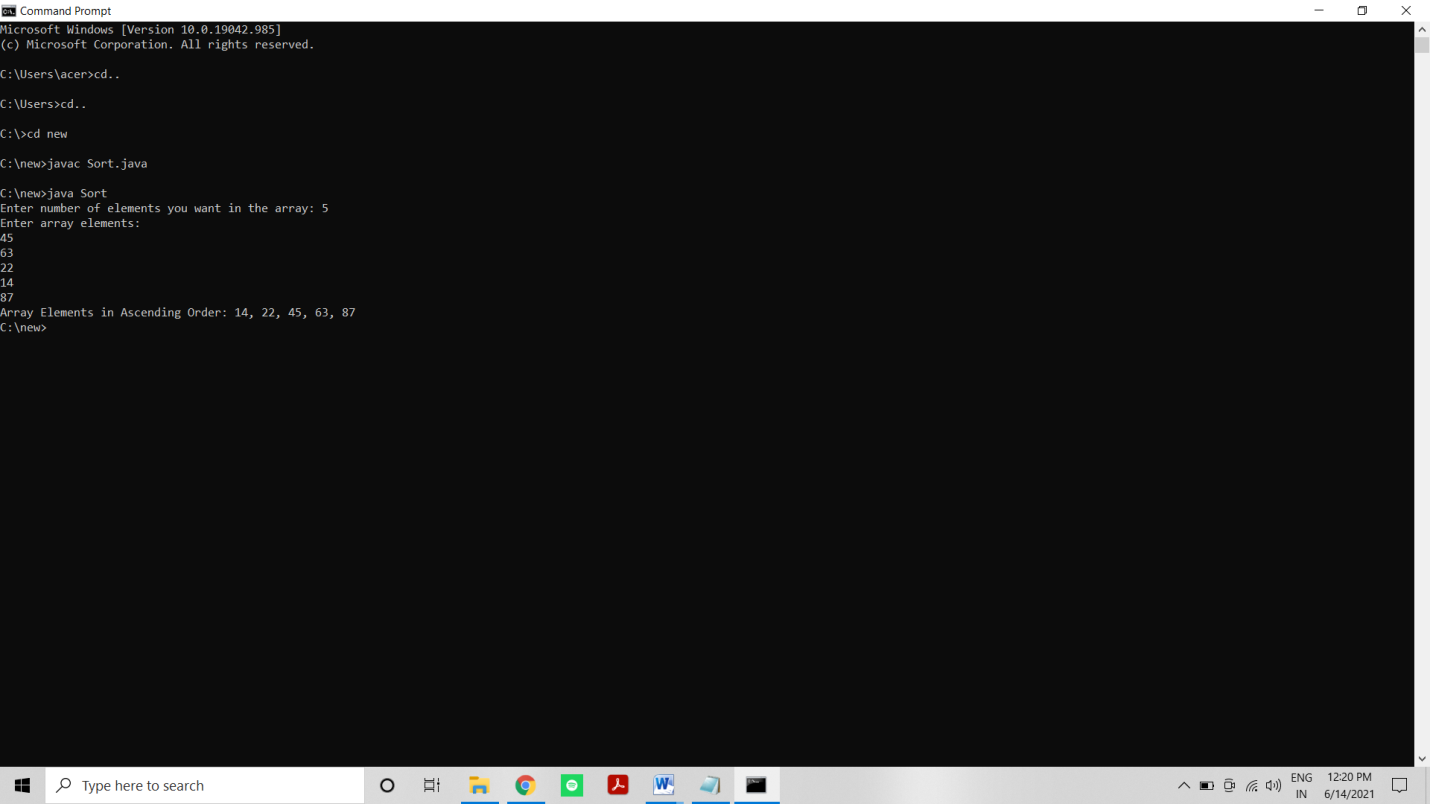 Command Prompt
Microsoft Windows [Version 10.0.19042.985]
(c) Microsoft Corporation. All rights reserved.
C:\Users\acer>cd..
C:\Users>cd..
C:\>cd new
C:\new>javac Sort.java
C:\new>java Sort
Enter number of elements you want in the array: 5
Enter array elements:
45
63
22
14
87
Array Elements in Ascending Order: 14, 22, 45, 63, 87
C:\new>
Type here to search
ENG
IN
12:20 PM
6/14/2021